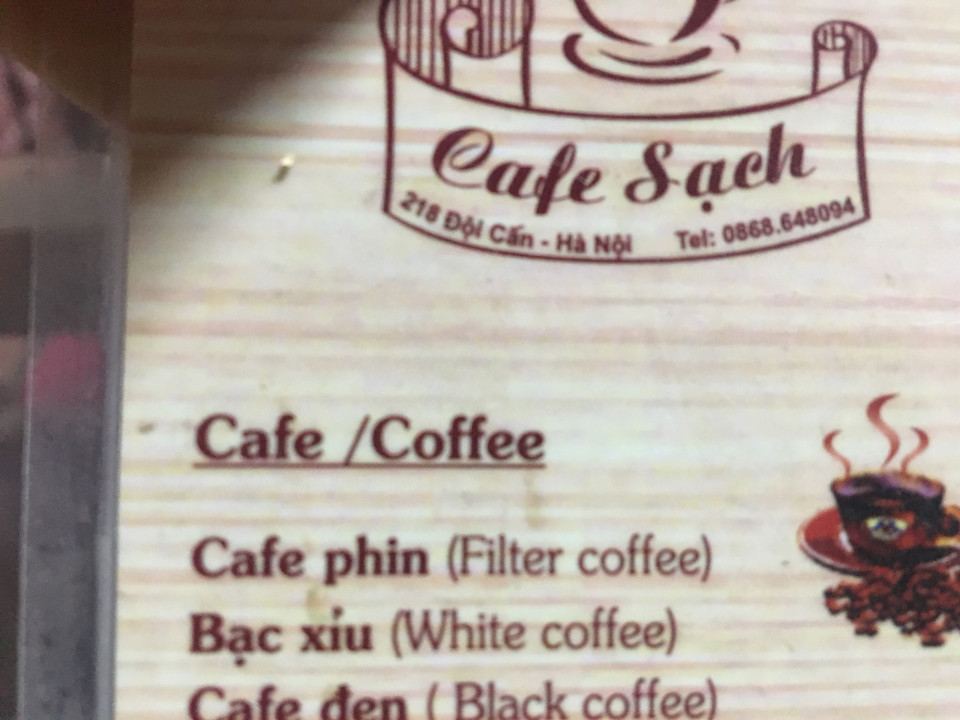 Cafe Sạch
218 Đội Cấn - Hà Nội Tel: 0868.648094
Cafe /Coffee
Cafe phin (Filter coffee)
Bạc xỉu (White coffee)
Cafe đen ( Black coffee)